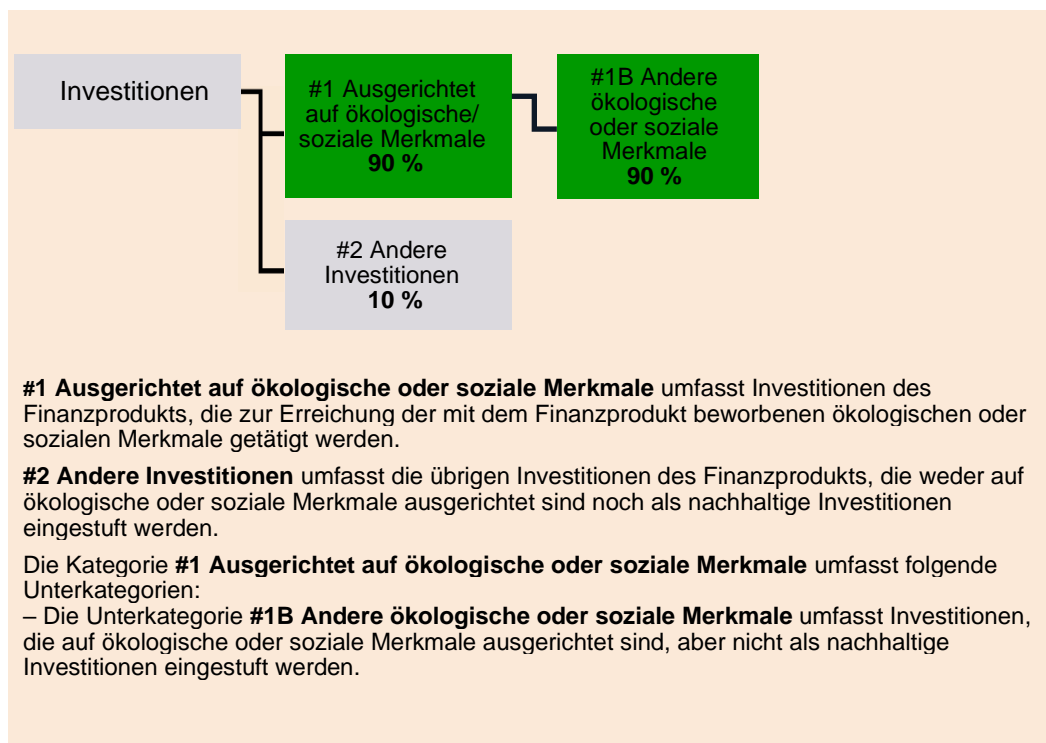 Investitionen
#1 Ausgerichtet
auf ökologische/
soziale Merkmale
90 %
#1B Andere
ökologische
oder soziale
Merkmale
90 %
#2 Andere
Investitionen
10 %
#1 Ausgerichtet auf ökologische oder soziale Merkmale umfasst Investitionen des
Finanzprodukts, die zur Erreichung der mit dem Finanzprodukt beworbenen ökologischen oder
sozialen Merkmale getätigt werden.
#2 Andere Investitionen umfasst die übrigen Investitionen des Finanzprodukts, die weder auf
ökologische oder soziale Merkmale ausgerichtet sind noch als nachhaltige Investitionen
eingestuft werden.
Die Kategorie #1 Ausgerichtet auf ökologische oder soziale Merkmale umfasst folgende
Unterkategorien:
– Die Unterkategorie #1B Andere ökologische oder soziale Merkmale umfasst Investitionen,
die auf ökologische oder soziale Merkmale ausgerichtet sind, aber nicht als nachhaltige
Investitionen eingestuft werden.